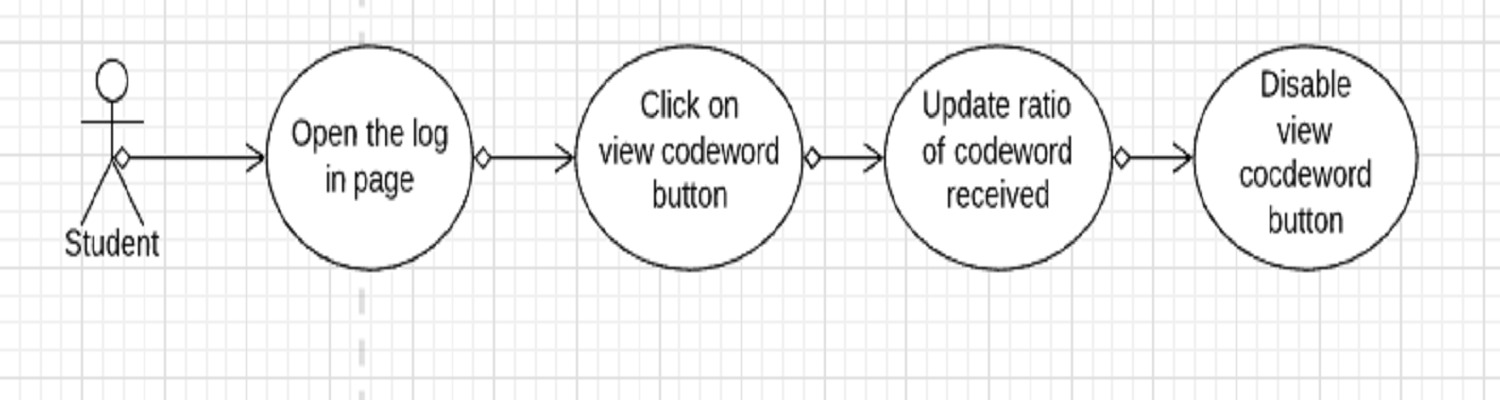 Open the log
in page
Click on
view codeword
button
Update ratio
of codeword
received
Disable
view
cocdeword
button
Student